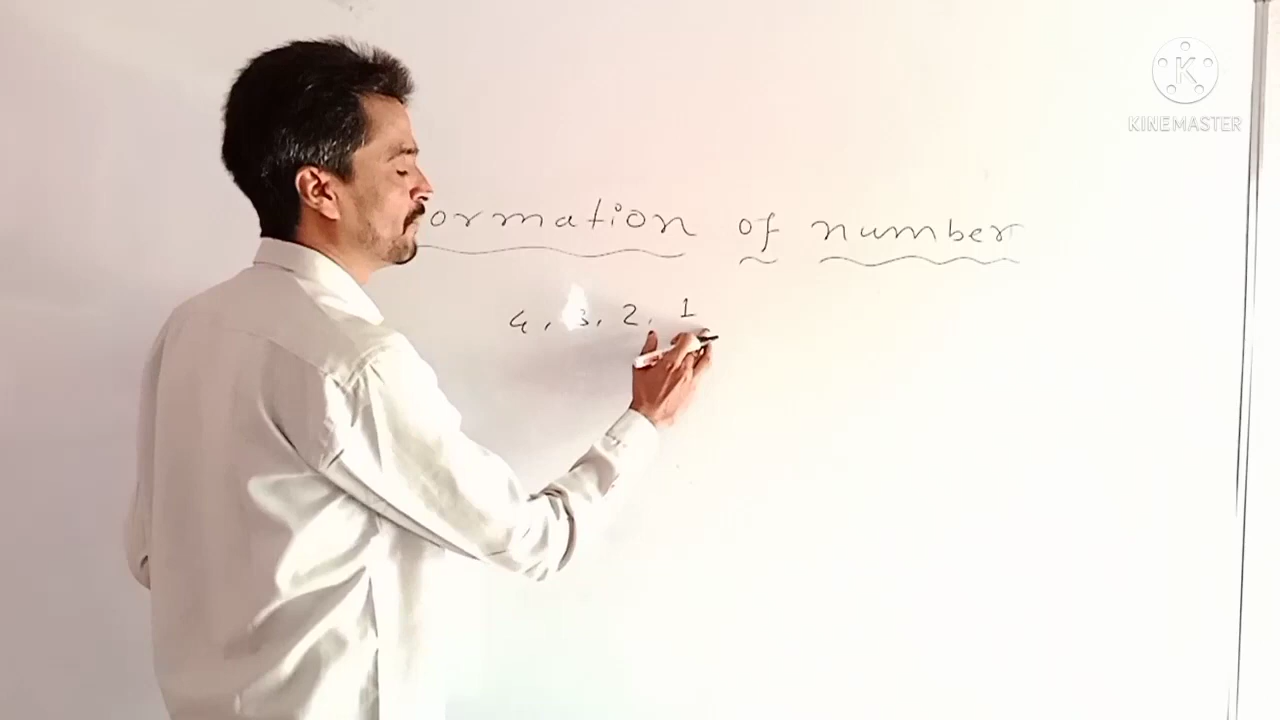 ormation of number
4, 3, 2, 1
KINEMASTER